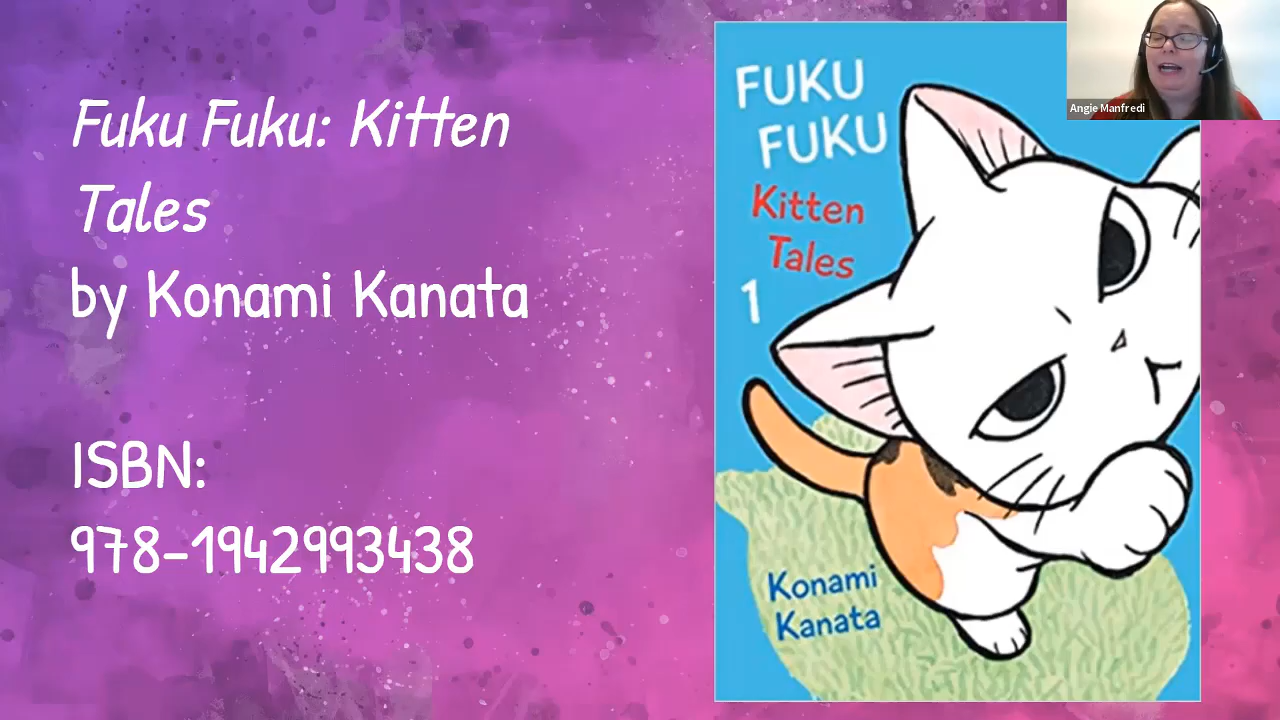 Fuku Fuku: Kitten
Tales
by Konami Kanata
ISBN:
978-1942993438
FUKU
FUKU
Kitten
Tales
1
Konami
Kanata
Angie Manfredi